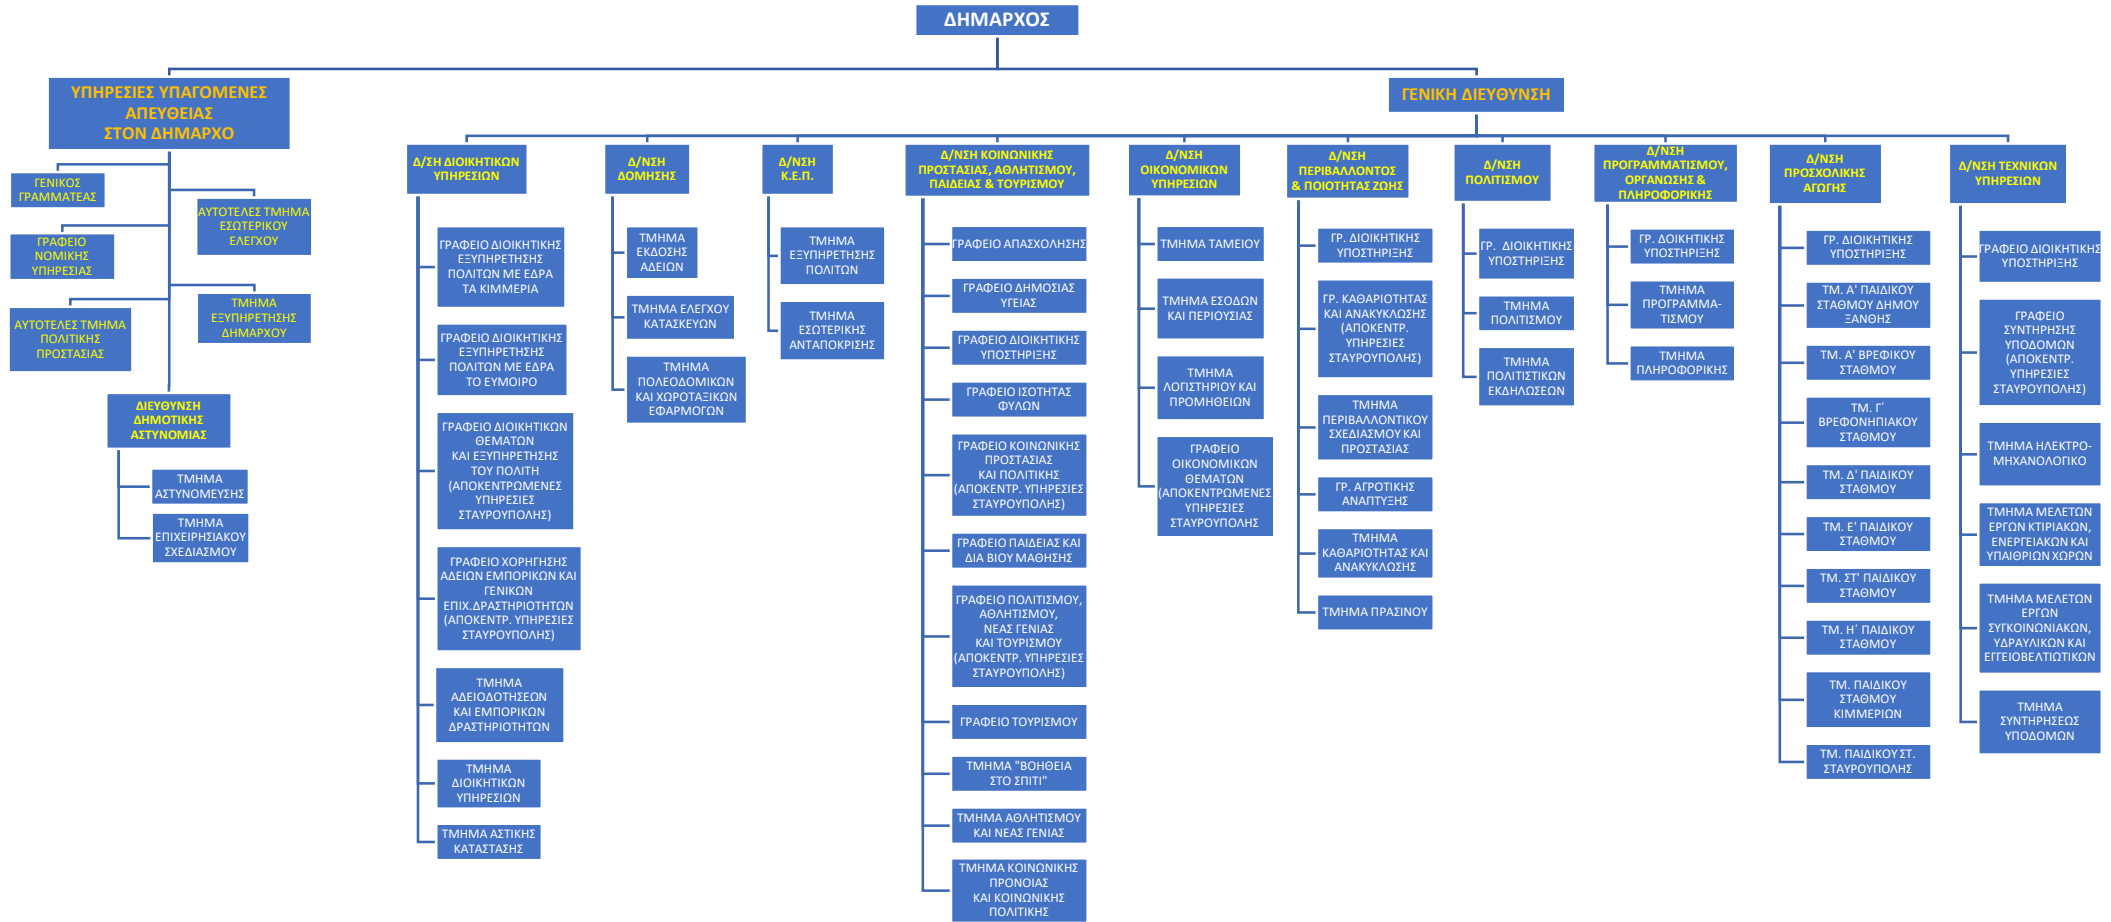 ΔΗΜΑΡΧΟΣ
ΥΠΗΡΕΣΙΕΣ ΥΠΑΓΟΜΕΝΕΣ
ΑΠΕΥΘΕΙΑΣ
ΣΤΟΝ ΔΗΜΑΡΧΟ
ΓΕΝΙΚΟΣ
ΓΡΑΜΜΑΤΕΑΣ
ΑΥΤΟΤΕΛΕΣ ΤΜΗΜΑ
ΕΣΩΤΕΡΙΚΟΥ
ΕΛΕΓΧΟΥ
ΓΡΑΦΕΙΟ
ΝΟΜΙΚΗΣ
ΥΠΗΡΕΣΙΑΣ
ΤΜΗΜΑ
ΕΞΥΠΗΡΕΤΗΣΗΣ
ΔΗΜΑΡΧΟΥ
ΑΥΤΟΤΕΛΕΣ ΤΜΗΜΑ
ΠΟΛΙΤΙΚΗΣ
ΠΡΟΣΤΑΣΙΑΣ
ΔΙΕΥΘΥΝΣΗ
ΔΗΜΟΤΙΚΗΣ
ΑΣΤΥΝΟΜΙΑΣ
ΤΜΗΜΑ
ΑΣΤΥΝΟΜΕΥΣΗΣ
ΤΜΗΜΑ
ΕΠΙΧΕΙΡΗΣΙΑΚΟΥ
ΣΧΕΔΙΑΣΜΟΥ
ΓΕΝΙΚΗ ΔΙΕΥΘΥΝΣΗ
Δ/ΣΗ ΔΙΟΙΚΗΤΙΚΩΝ
ΥΠΗΡΕΣΙΩΝ
ΓΡΑΦΕΙΟ ΔΙΟΙΚΗΤΙΚΗΣ
ΕΞΥΠΗΡΕΤΗΣΗΣ
ΠΟΛΙΤΩΝ ΜΕ ΕΔΡΑ
ΤΑ ΚΙΜΜΕΡΙΑ
ΓΡΑΦΕΙΟ ΔΙΟΙΚΗΤΙΚΗΣ
ΕΞΥΠΗΡΕΤΗΣΗΣ
ΠΟΛΙΤΩΝ ΜΕ ΕΔΡΑ
ΤΟ ΕΥΜΟΙΡΟ
ΓΡΑΦΕΙΟ ΔΙΟΙΚΗΤΙΚΩΝ
ΘΕΜΑΤΩΝ
ΚΑΙ ΕΞΥΠΗΡΕΤΗΣΗΣ
ΤΟΥ ΠΟΛΙΤΗ
(ΑΠΟΚΕΝΤΡΩΜΕΝΕΣ
ΥΠΗΡΕΣΙΕΣ
ΣΤΑΥΡΟΥΠΟΛΗΣ)
ΓΡΑΦΕΙΟ ΧΟΡΗΓΗΣΗΣ
ΑΔΕΙΩΝ ΕΜΠΟΡΙΚΩΝ ΚΑΙ
ΓΕΝΙΚΩΝ
ΕΠΙΧ.ΔΡΑΣΤΗΡΙΟΤΗΤΩΝ
(ΑΠΟΚΕΝΤΡ. ΥΠΗΡΕΣΙΕΣ
ΣΤΑΥΡΟΥΠΟΛΗΣ)
ΤΜΗΜΑ
ΑΔΕΙΟΔΟΤΗΣΕΩΝ
ΚΑΙ ΕΜΠΟΡΙΚΩΝ
ΔΡΑΣΤΗΡΙΟΤΗΤΩΝ
ΤΜΗΜΑ
ΔΙΟΙΚΗΤΙΚΩΝ
ΥΠΗΡΕΣΙΩΝ
ΤΜΗΜΑ ΑΣΤΙΚΗΣ
ΚΑΤΑΣΤΑΣΗΣ
Δ/ΝΣΗ
ΔΟΜΗΣΗΣ
ΤΜΗΜΑ
ΕΚΔΟΣΗΣ
ΑΔΕΙΩΝ
ΤΜΗΜΑ ΕΛΕΓΧΟΥ
ΚΑΤΑΣΚΕΥΩΝ
ΤΜΗΜΑ
ΠΟΛΕΟΔΟΜΙΚΩΝ
ΚΑΙ ΧΩΡΟΤΑΞΙΚΩΝ
ΕΦΑΡΜΟΓΩΝ
Δ/ΝΣΗ
Κ.Ε.Π.
ΤΜΗΜΑ
ΕΞΥΠΗΡΕΤΗΣΗΣ
ΠΟΛΙΤΩΝ
ΤΜΗΜΑ
ΕΣΩΤΕΡΙΚΗΣ
ΑΝΤΑΠΟΚΡΙΣΗΣ
Δ/ΝΣΗ ΚΟΙΝΩΝΙΚΗΣ
ΠΡΟΣΤΑΣΙΑΣ, ΑΘΛΗΤΙΣΜΟΥ,
ΠΑΙΔΕΙΑΣ & ΤΟΥΡΙΣΜΟΥ
ΓΡΑΦΕΙΟ ΑΠΑΣΧΟΛΗΣΗΣ
ΓΡΑΦΕΙΟ ΔΗΜΟΣΙΑΣ
ΥΓΕΙΑΣ
ΓΡΑΦΕΙΟ ΔΙΟΙΚΗΤΙΚΗΣ
ΥΠΟΣΤΗΡΙΞΗΣ
ΓΡΑΦΕΙΟ ΙΣΟΤΗΤΑΣ
ΦΥΛΩΝ
ΓΡΑΦΕΙΟ ΚΟΙΝΩΝΙΚΗΣ
ΠΡΟΣΤΑΣΙΑΣ
ΚΑΙ ΠΟΛΙΤΙΚΗΣ
(ΑΠΟΚΕΝΤΡ. ΥΠΗΡΕΣΙΕΣ
ΣΤΑΥΡΟΥΠΟΛΗΣ)
ΓΡΑΦΕΙΟ ΠΑΙΔΕΙΑΣ ΚΑΙ
ΔΙΑ ΒΙΟΥ ΜΑΘΗΣΗΣ
ΓΡΑΦΕΙΟ ΠΟΛΙΤΙΣΜΟΥ,
ΑΘΛΗΤΙΣΜΟΥ,
ΝΕΑΣ ΓΕΝΙΑΣ
ΚΑΙ ΤΟΥΡΙΣΜΟΥ
(ΑΠΟΚΕΝΤΡ. ΥΠΗΡΕΣΙΕΣ
ΣΤΑΥΡΟΥΠΟΛΗΣ)
ΓΡΑΦΕΙΟ ΤΟΥΡΙΣΜΟΥ
ΤΜΗΜΑ "ΒΟΗΘΕΙΑ
ΣΤΟ ΣΠΙΤΙ"
ΤΜΗΜΑ ΑΘΛΗΤΙΣΜΟΥ
ΚΑΙ ΝΕΑΣ ΓΕΝΙΑΣ
ΤΜΗΜΑ ΚΟΙΝΩΝΙΚΗΣ
ΠΡΟΝΟΙΑΣ
ΚΑΙ ΚΟΙΝΩΝΙΚΗΣ
ΠΟΛΙΤΙΚΗΣ
Δ/ΝΣΗ
ΟΙΚΟΝΟΜΙΚΩΝ
ΥΠΗΡΕΣΙΩΝ
ΤΜΗΜΑ ΤΑΜΕΙΟΥ
ΤΜΗΜΑ ΕΣΟΔΩΝ
ΚΑΙ ΠΕΡΙΟΥΣΙΑΣ
ΤΜΗΜΑ
ΛΟΓΙΣΤΗΡΙΟΥ ΚΑΙ
ΠΡΟΜΗΘΕΙΩΝ
ΓΡΑΦΕΙΟ
ΟΙΚΟΝΟΜΙΚΩΝ
ΘΕΜΑΤΩΝ
(ΑΠΟΚΕΝΤΡΩΜΕΝΕΣ
ΥΠΗΡΕΣΙΕΣ
ΣΤΑΥΡΟΥΠΟΛΗΣ
Δ/ΝΣΗ
ΠΕΡΙΒΑΛΛΟΝΤΟΣ
& ΠΟΙΟΤΗΤΑΣ ΖΩΗΣ
ΓΡ. ΔΙΟΙΚΗΤΙΚΗΣ
ΥΠΟΣΤΗΡΙΞΗΣ
ΓΡ. ΚΑΘΑΡΙΟΤΗΤΑΣ
ΚΑΙ ΑΝΑΚΥΚΛΩΣΗΣ
(ΑΠΟΚΕΝΤΡ.
ΥΠΗΡΕΣΙΕΣ
ΣΤΑΥΡΟΥΠΟΛΗΣ)
ΤΜΗΜΑ
ΠΕΡΙΒΑΛΛΟΝΤΙΚΟΥ
ΣΧΕΔΙΑΣΜΟΥ ΚΑΙ
ΠΡΟΣΤΑΣΙΑΣ
ΓΡ. ΑΓΡΟΤΙΚΗΣ
ΑΝΑΠΤΥΞΗΣ
ΤΜΗΜΑ
ΚΑΘΑΡΙΟΤΗΤΑΣ ΚΑΙ
ΑΝΑΚΥΚΛΩΣΗΣ
ΤΜΗΜΑ ΠΡΑΣΙΝΟΥ
Δ/ΝΣΗ
ΠΟΛΙΤΙΣΜΟΥ
ΓΡ. ΔΙΟΙΚΗΤΙΚΗΣ
ΥΠΟΣΤΗΡΙΞΗΣ
ΤΜΗΜΑ
ΠΟΛΙΤΙΣΜΟΥ
ΤΜΗΜΑ
ΠΟΛΙΤΙΣΤΙΚΩΝ
ΕΚΔΗΛΩΣΕΩΝ
Δ/ΝΣΗ
ΠΡΟΓΡΑΜΜΑΤΙΣΜΟΥ,
ΟΡΓΑΝΩΣΗΣ &
ΠΛΗΡΟΦΟΡΙΚΗΣ
ΓΡ. ΔΟΙΚΗΤΙΚΗΣ
ΥΠΟΣΤΗΡΙΞΗΣ
ΤΜΗΜΑ
ΠΡΟΓΡΑΜΜΑ-
ΤΙΣΜΟΥ
ΤΜΗΜΑ
ΠΛΗΡΟΦΟΡΙΚΗΣ
Δ/ΝΣΗ
ΠΡΟΣΧΟΛΙΚΗΣ
ΑΓΩΓΗΣ
ΓΡ. ΔΙΟΙΚΗΤΙΚΗΣ
ΥΠΟΣΤΗΡΙΞΗΣ
ΤΜ. Α' ΠΑΙΔΙΚΟΥ
ΣΤΑΘΜΟΥ ΔΗΜΟΥ
ΞΑΝΘΗΣ
ΤΜ. Α' ΒΡΕΦΙΚΟΥ
ΣΤΑΘΜΟΥ
ΤΜ. Γ΄
ΒΡΕΦΟΝΗΠΙΑΚΟΥ
ΣΤΑΘΜΟΥ
ΤΜ. Δ' ΠΑΙΔΙΚΟΥ
ΣΤΑΘΜΟΥ
ΤΜ. Ε' ΠΑΙΔΙΚΟΥ
ΣΤΑΘΜΟΥ
ΤΜ. ΣΤ' ΠΑΙΔΙΚΟΥ
ΣΤΑΘΜΟΥ
ΤΜ. Η΄ ΠΑΙΔΙΚΟΥ
ΣΤΑΘΜΟΥ
ΤΜ. ΠΑΙΔΙΚΟΥ
ΣΤΑΘΜΟΥ
ΚΙΜΜΕΡΙΩΝ
ΤΜ. ΠΑΙΔΙΚΟΥ ΣΤ.
ΣΤΑΥΡΟΥΠΟΛΗΣ
Δ/ΝΣΗ ΤΕΧΝΙΚΩΝ
ΥΠΗΡΕΣΙΩΝ
ΓΡΑΦΕΙΟ ΔΙΟΙΚΗΤΙΚΗΣ
ΥΠΟΣΤΗΡΙΞΗΣ
ΓΡΑΦΕΙΟ
ΣΥΝΤΗΡΗΣΗΣ
ΥΠΟΔΟΜΩΝ
(ΑΠΟΚΕΝΤΡ.
ΥΠΗΡΕΣΙΕΣ
ΣΤΑΥΡΟΥΠΟΛΗΣ)
ΤΜΗΜΑ ΗΛΕΚΤΡΟ-
ΜΗΧΑΝΟΛΟΓΙΚΟ
ΤΜΗΜΑ ΜΕΛΕΤΩΝ
ΕΡΓΩΝ ΚΤΙΡΙΑΚΩΝ,
ΕΝΕΡΓΕΙΑΚΩΝ ΚΑΙ
ΥΠΑΙΘΡΙΩΝ ΧΩΡΩΝ
ΤΜΗΜΑ ΜΕΛΕΤΩΝ
ΕΡΓΩΝ
ΣΥΓΚΟΙΝΩΝΙΑΚΩΝ,
ΥΔΡΑΥΛΙΚΩΝ ΚΑΙ
ΕΓΓΕΙΟΒΕΛΤΙΩΤΙΚΩΝ
ΤΜΗΜΑ
ΣΥΝΤΗΡΗΣΕΩΣ
ΥΠΟΔΟΜΩΝ